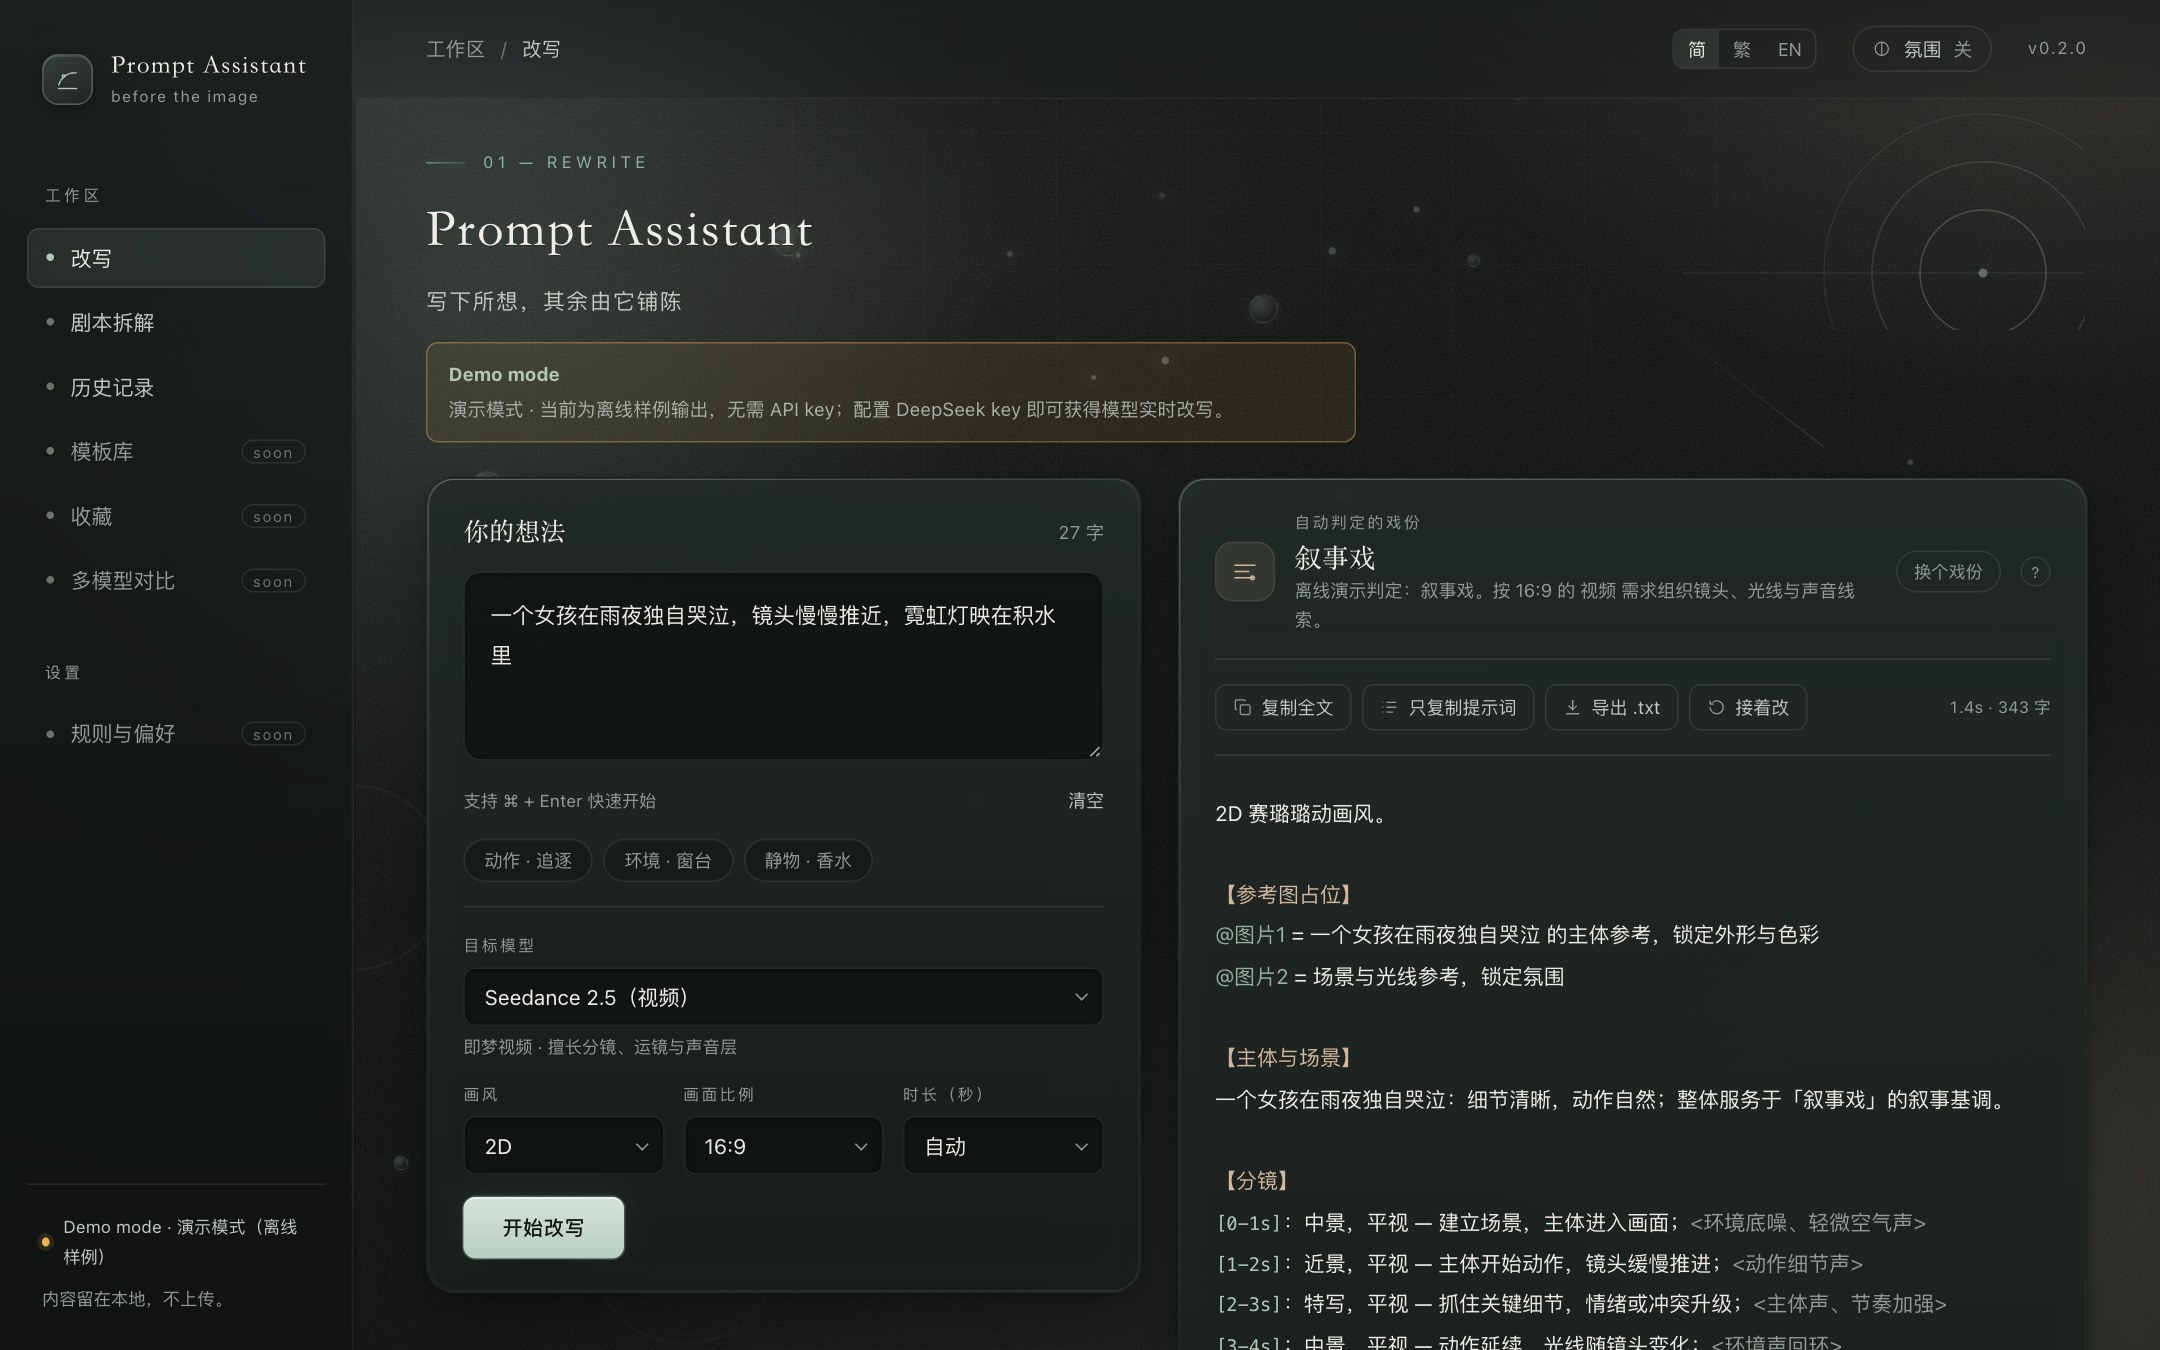 Prompt Assistant
before the image
工作区
改写
剧本拆解
历史记录
模板库 soon
收藏 soon
多模型对比 soon
设置
规则与偏好 soon
Demo mode · 演示模式（离线
样例）
内容留在本地，不上传。
工作区 / 改写
简 繁 EN
氛围 关
v0.2.0
01 — REWRITE
Prompt Assistant
写下所想，其余由它铺陈
Demo mode
演示模式 · 当前为离线样例输出，无需 API key；配置 DeepSeek key 即可获得模型实时改写。
你的想法
27 字
一个女孩在雨夜独自哭泣，镜头慢慢推近，霓虹灯映在积水
里
支持 ⌘ + Enter 快速开始
清空
动作 · 追逐
环境 · 窗台
静物 · 香水
目标模型
Seedance 2.5（视频）
即梦视频 · 擅长分镜、运镜与声音层
画风 画面比例 时长（秒）
2D 16:9 自动
开始改写
自动判定的戏份
叙事戏
离线演示判定：叙事戏。按 16:9 的 视频 需求组织镜头、光线与声音线
索。
换个戏份
?
复制全文
只复制提示词
导出 .txt
接着改
1.4s · 343 字
2D 赛璐璐动画风。
【参考图占位】
@图片1 = 一个女孩在雨夜独自哭泣 的主体参考，锁定外形与色彩
@图片2 = 场景与光线参考，锁定氛围
【主体与场景】
一个女孩在雨夜独自哭泣：细节清晰，动作自然；整体服务于「叙事戏」的叙事基调。
【分镜】
[0–1s]：中景，平视 — 建立场景，主体进入画面；<环境底噪、轻微空气声>
[1–2s]：近景，平视 — 主体开始动作，镜头缓慢推进；<动作细节声>
[2–3s]：特写，平视 — 抓住关键细节，情绪或冲突升级；<主体声、节奏加强>
[3–4s]：中景，平视 — 动作延续，光线随镜头变化；<环境声回环>